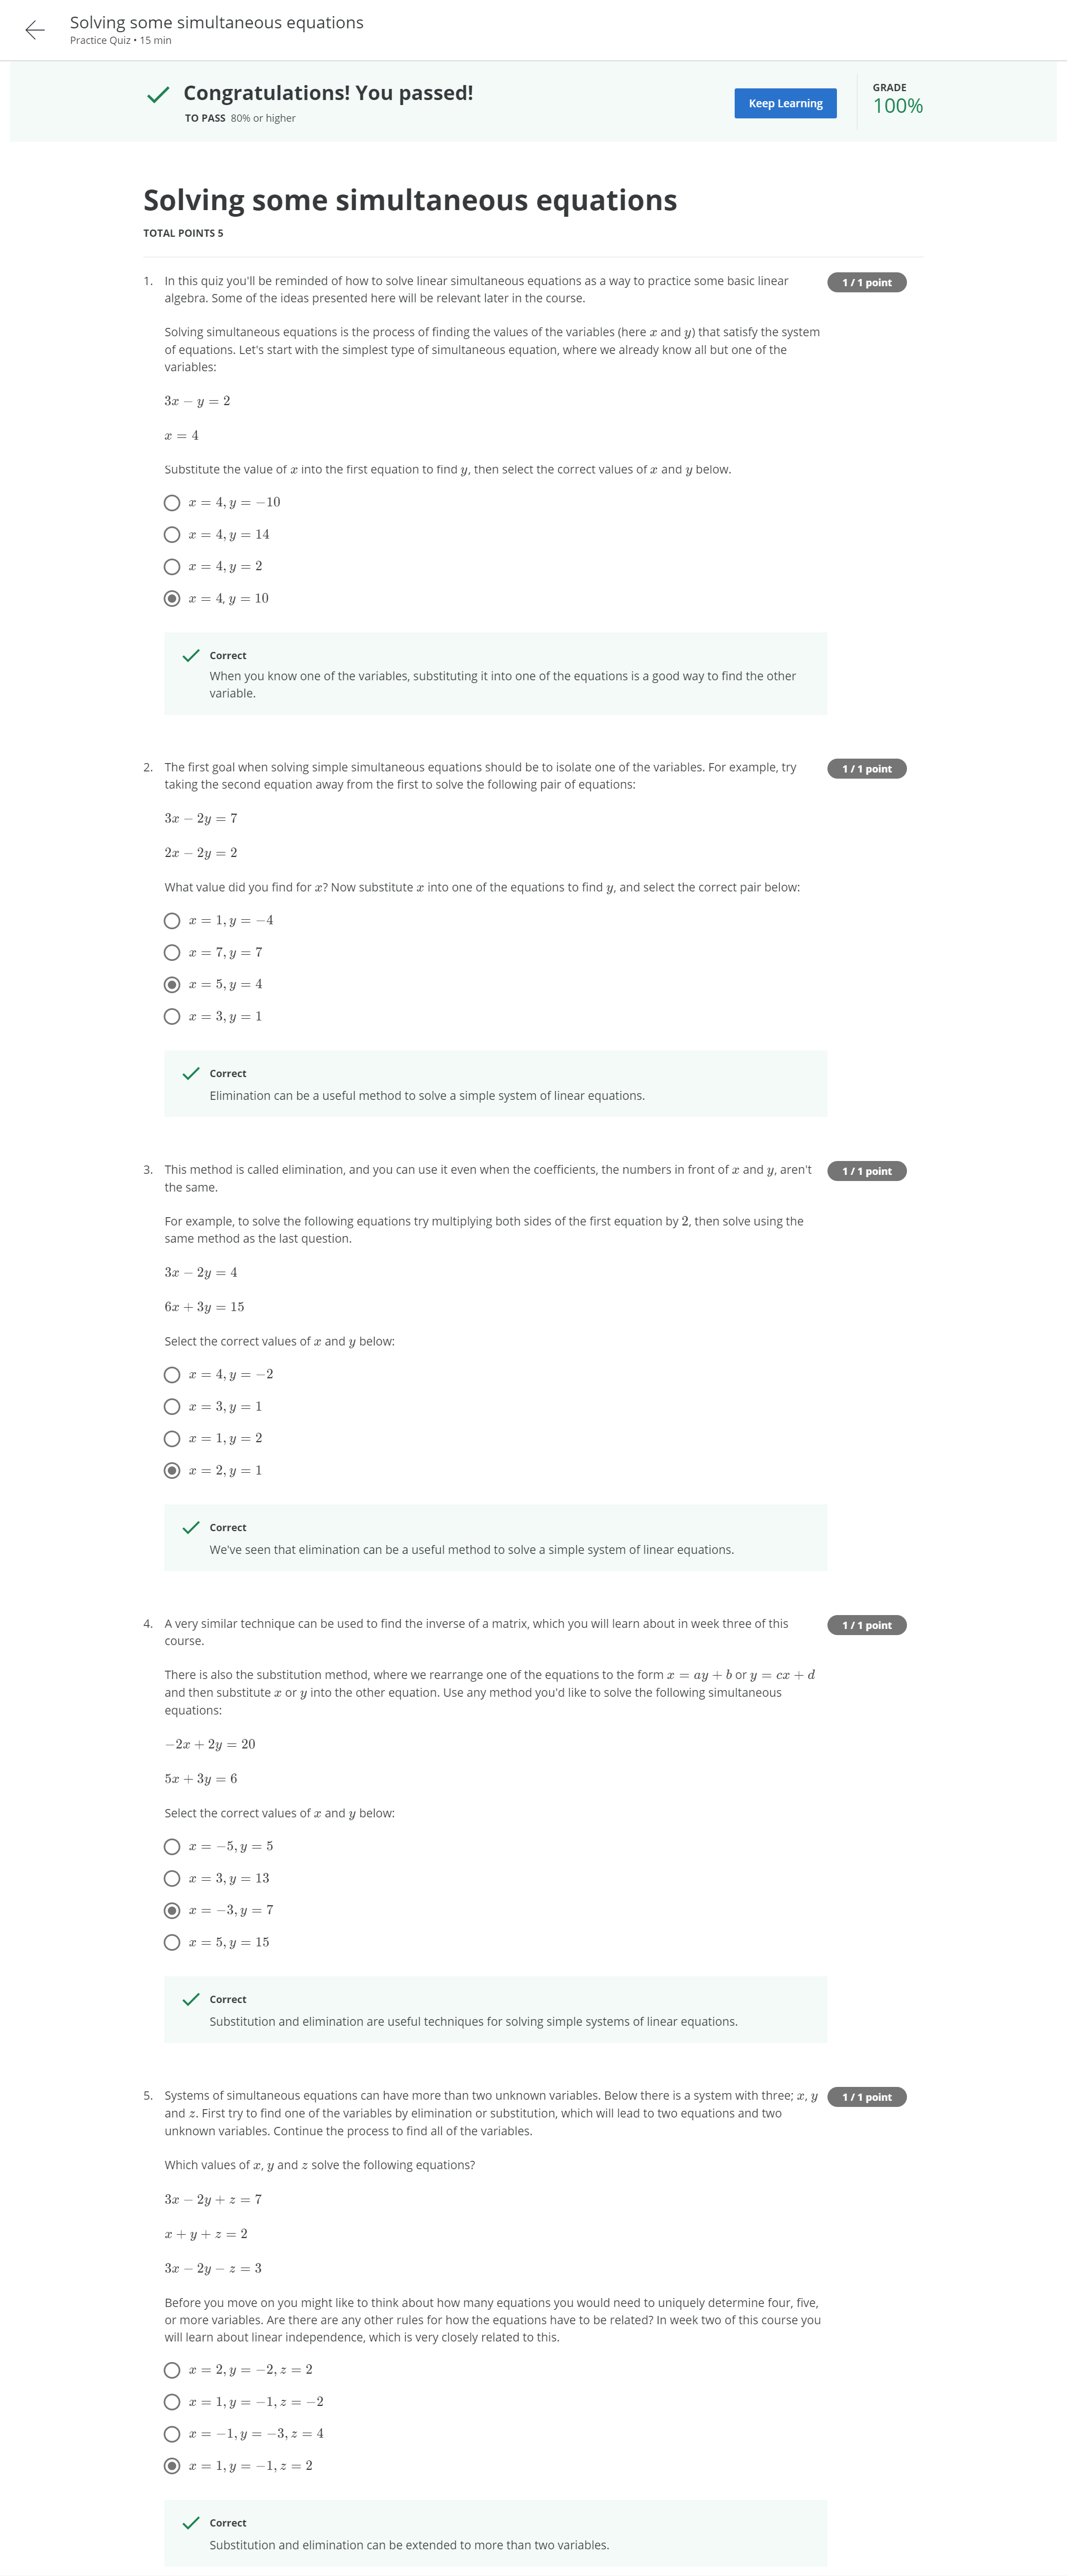 Solving some simultaneous equations
Practice Quiz • 15 min
Congratulations! You passed!
TO PASS 80% or higher
Keep Learning
GRADE
100%
Solving some simultaneous equations
TOTAL POINTS 5
1. In this quiz you'll be reminded of how to solve linear simultaneous equations as a way to practice some basic linear
algebra. Some of the ideas presented here will be relevant later in the course.
1 / 1 point
Solving simultaneous equations is the process of finding the values of the variables (here x and y) that satisfy the system
of equations. Let's start with the simplest type of simultaneous equation, where we already know all but one of the
variables:
3x − y = 2
x = 4
Substitute the value of x into the first equation to find y, then select the correct values of x and y below.
x = 4, y = −10
x = 4, y = 14
x = 4, y = 2
x = 4, y = 10
Correct
When you know one of the variables, substituting it into one of the equations is a good way to find the other
variable.
2. The first goal when solving simple simultaneous equations should be to isolate one of the variables. For example, try
taking the second equation away from the first to solve the following pair of equations:
1 / 1 point
3x − 2y = 7
2x − 2y = 2
What value did you find for x? Now substitute x into one of the equations to find y, and select the correct pair below:
x = 1, y = −4
x = 7, y = 7
x = 5, y = 4
x = 3, y = 1
Correct
Elimination can be a useful method to solve a simple system of linear equations.
3. This method is called elimination, and you can use it even when the coefficients, the numbers in front of x and y, aren't
the same.
1 / 1 point
For example, to solve the following equations try multiplying both sides of the first equation by 2, then solve using the
same method as the last question.
3x − 2y = 4
6x + 3y = 15
Select the correct values of x and y below:
x = 4, y = −2
x = 3, y = 1
x = 1, y = 2
x = 2, y = 1
Correct
We've seen that elimination can be a useful method to solve a simple system of linear equations.
4. A very similar technique can be used to find the inverse of a matrix, which you will learn about in week three of this
course.
1 / 1 point
There is also the substitution method, where we rearrange one of the equations to the form x = ay + b or y = cx + d
and then substitute x or y into the other equation. Use any method you'd like to solve the following simultaneous
equations:
−2x + 2y = 20
5x + 3y = 6
Select the correct values of x and y below:
x = −5, y = 5
x = 3, y = 13
x = −3, y = 7
x = 5, y = 15
Correct
Substitution and elimination are useful techniques for solving simple systems of linear equations.
5. Systems of simultaneous equations can have more than two unknown variables. Below there is a system with three; x, y
and z. First try to find one of the variables by elimination or substitution, which will lead to two equations and two
unknown variables. Continue the process to find all of the variables.
1 / 1 point
Which values of x, y and z solve the following equations?
3x − 2y + z = 7
x + y + z = 2
3x − 2y − z = 3
Before you move on you might like to think about how many equations you would need to uniquely determine four, five,
or more variables. Are there are any other rules for how the equations have to be related? In week two of this course you
will learn about linear independence, which is very closely related to this.
x = 2, y = −2, z = 2
x = 1, y = −1, z = −2
x = −1, y = −3, z = 4
x = 1, y = −1, z = 2
Correct
Substitution and elimination can be extended to more than two variables.